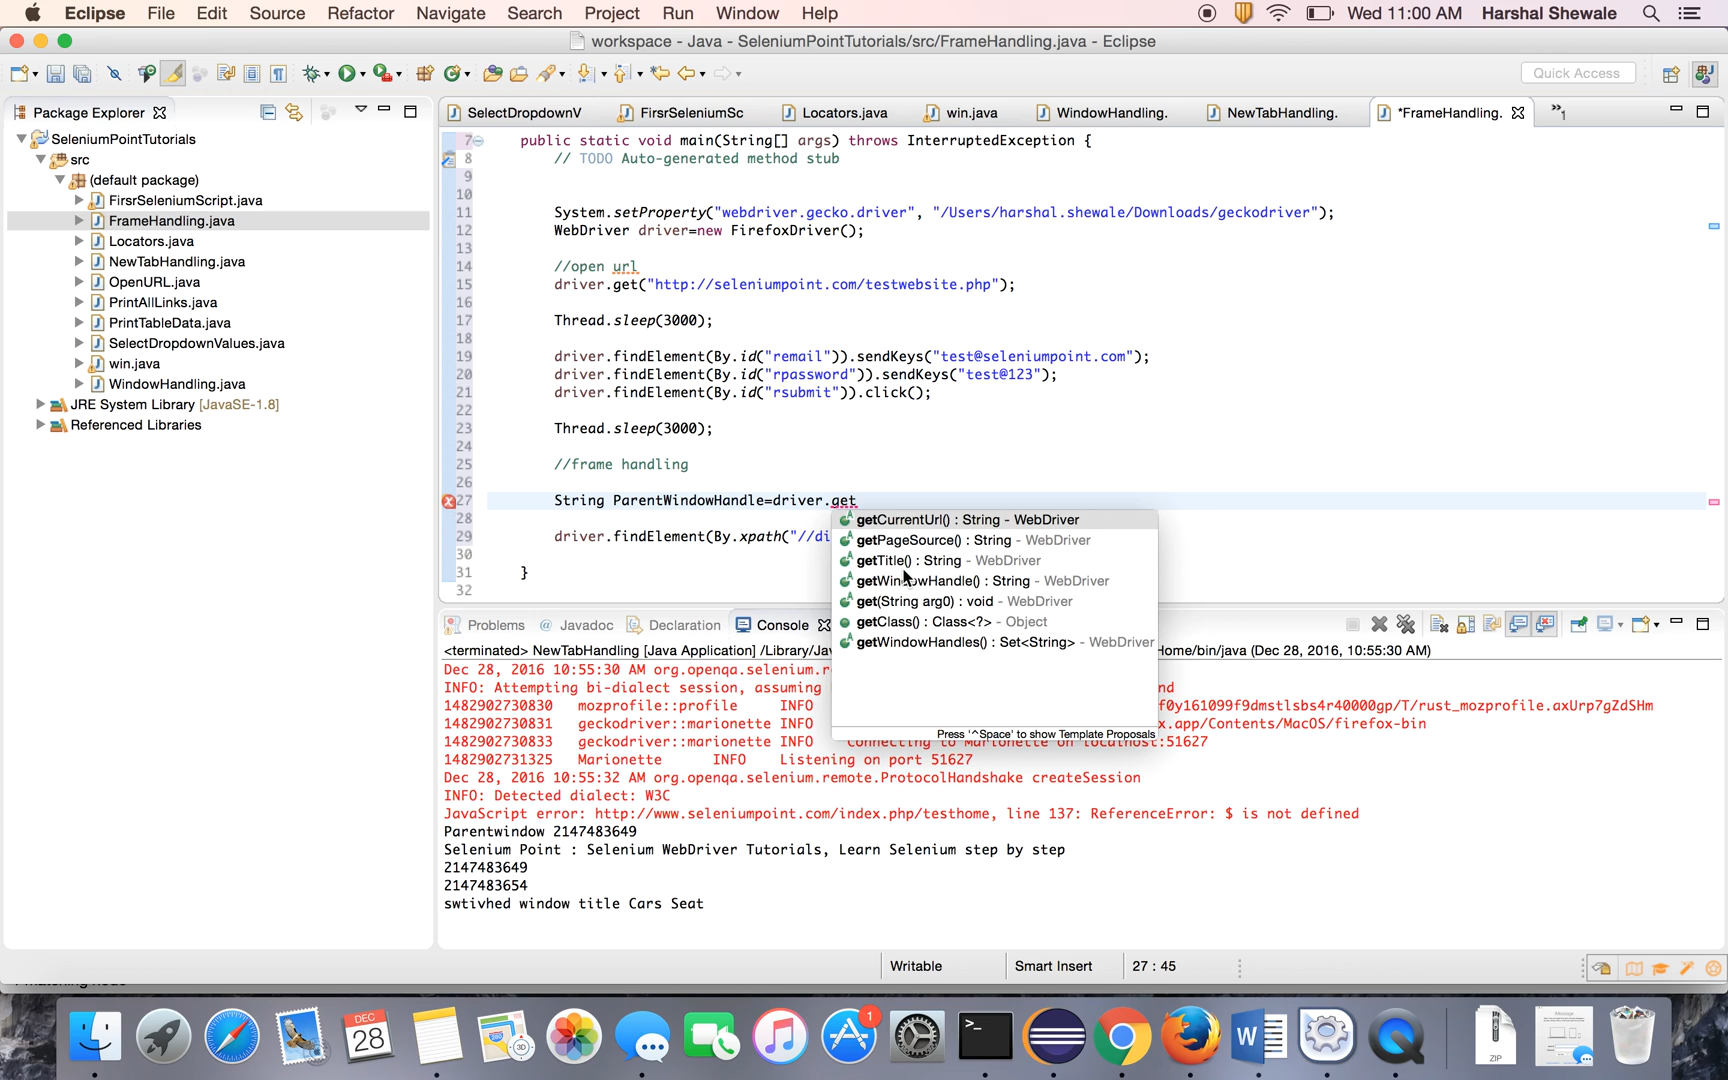 Eclipse File Edit Source Refactor Navigate Search Project Run Window Help Wed 11:00 AM Harshal Shewale
workspace - Java - SeleniumPointTutorials/src/FrameHandling.java - Eclipse
Quick Access
Package Explorer
SeleniumPointTutorials
src
(default package)
FirsrSeleniumScript.java
FrameHandling.java
Locators.java
NewTabHandling.java
OpenURL.java
PrintAllLinks.java
PrintTableData.java
SelectDropdownValues.java
win.java
WindowHandling.java
JRE System Library [JavaSE-1.8]
Referenced Libraries
SelectDropdownV FirsrSeleniumSc Locators.java win.java WindowHandling. NewTabHandling. *FrameHandling. »1
7 public static void main(String[] args) throws InterruptedException {
8 // TODO Auto-generated method stub
9
10
11 System.setProperty("webdriver.gecko.driver", "/Users/harshal.shewale/Downloads/geckodriver");
12 WebDriver driver=new FirefoxDriver();
13
14 //open url
15 driver.get("http://seleniumpoint.com/testwebsite.php");
16
17 Thread.sleep(3000);
18
19 driver.findElement(By.id("remail")).sendKeys("test@seleniumpoint.com");
20 driver.findElement(By.id("rpassword")).sendKeys("test@123");
21 driver.findElement(By.id("rsubmit")).click();
22
23 Thread.sleep(3000);
24
25 //frame handling
26
27 String ParentWindowHandle=driver.get
28
29 driver.findElement(By.xpath("//di
30
31 }
32
getCurrentUrl() : String - WebDriver
getPageSource() : String - WebDriver
getTitle() : String - WebDriver
getWindowHandle() : String - WebDriver
get(String arg0) : void - WebDriver
getClass() : Class<?> - Object
getWindowHandles() : Set<String> - WebDriver
Press '^Space' to show Template Proposals
Problems @ Javadoc Declaration Console
<terminated> NewTabHandling [Java Application] /Library/Jav Home/bin/java (Dec 28, 2016, 10:55:30 AM)
Dec 28, 2016 10:55:30 AM org.openqa.selenium.r
INFO: Attempting bi-dialect session, assuming nd
1482902730830 mozprofile::profile INFO f0y161099f9dmstlsbs4r40000gp/T/rust_mozprofile.axUrp7gZdSHm
1482902730831 geckodriver::marionette INFO x.app/Contents/MacOS/firefox-bin
1482902730833 geckodriver::marionette INFO Connecting to Marionette on localhost:51627
1482902731325 Marionette INFO Listening on port 51627
Dec 28, 2016 10:55:32 AM org.openqa.selenium.remote.ProtocolHandshake createSession
INFO: Detected dialect: W3C
JavaScript error: http://www.seleniumpoint.com/index.php/testhome, line 137: ReferenceError: $ is not defined
Parentwindow 2147483649
Selenium Point : Selenium WebDriver Tutorials, Learn Selenium step by step
2147483649
2147483654
swtivhed window title Cars Seat
Writable Smart Insert 27 : 45
DEC
28
3D
1
ZIP